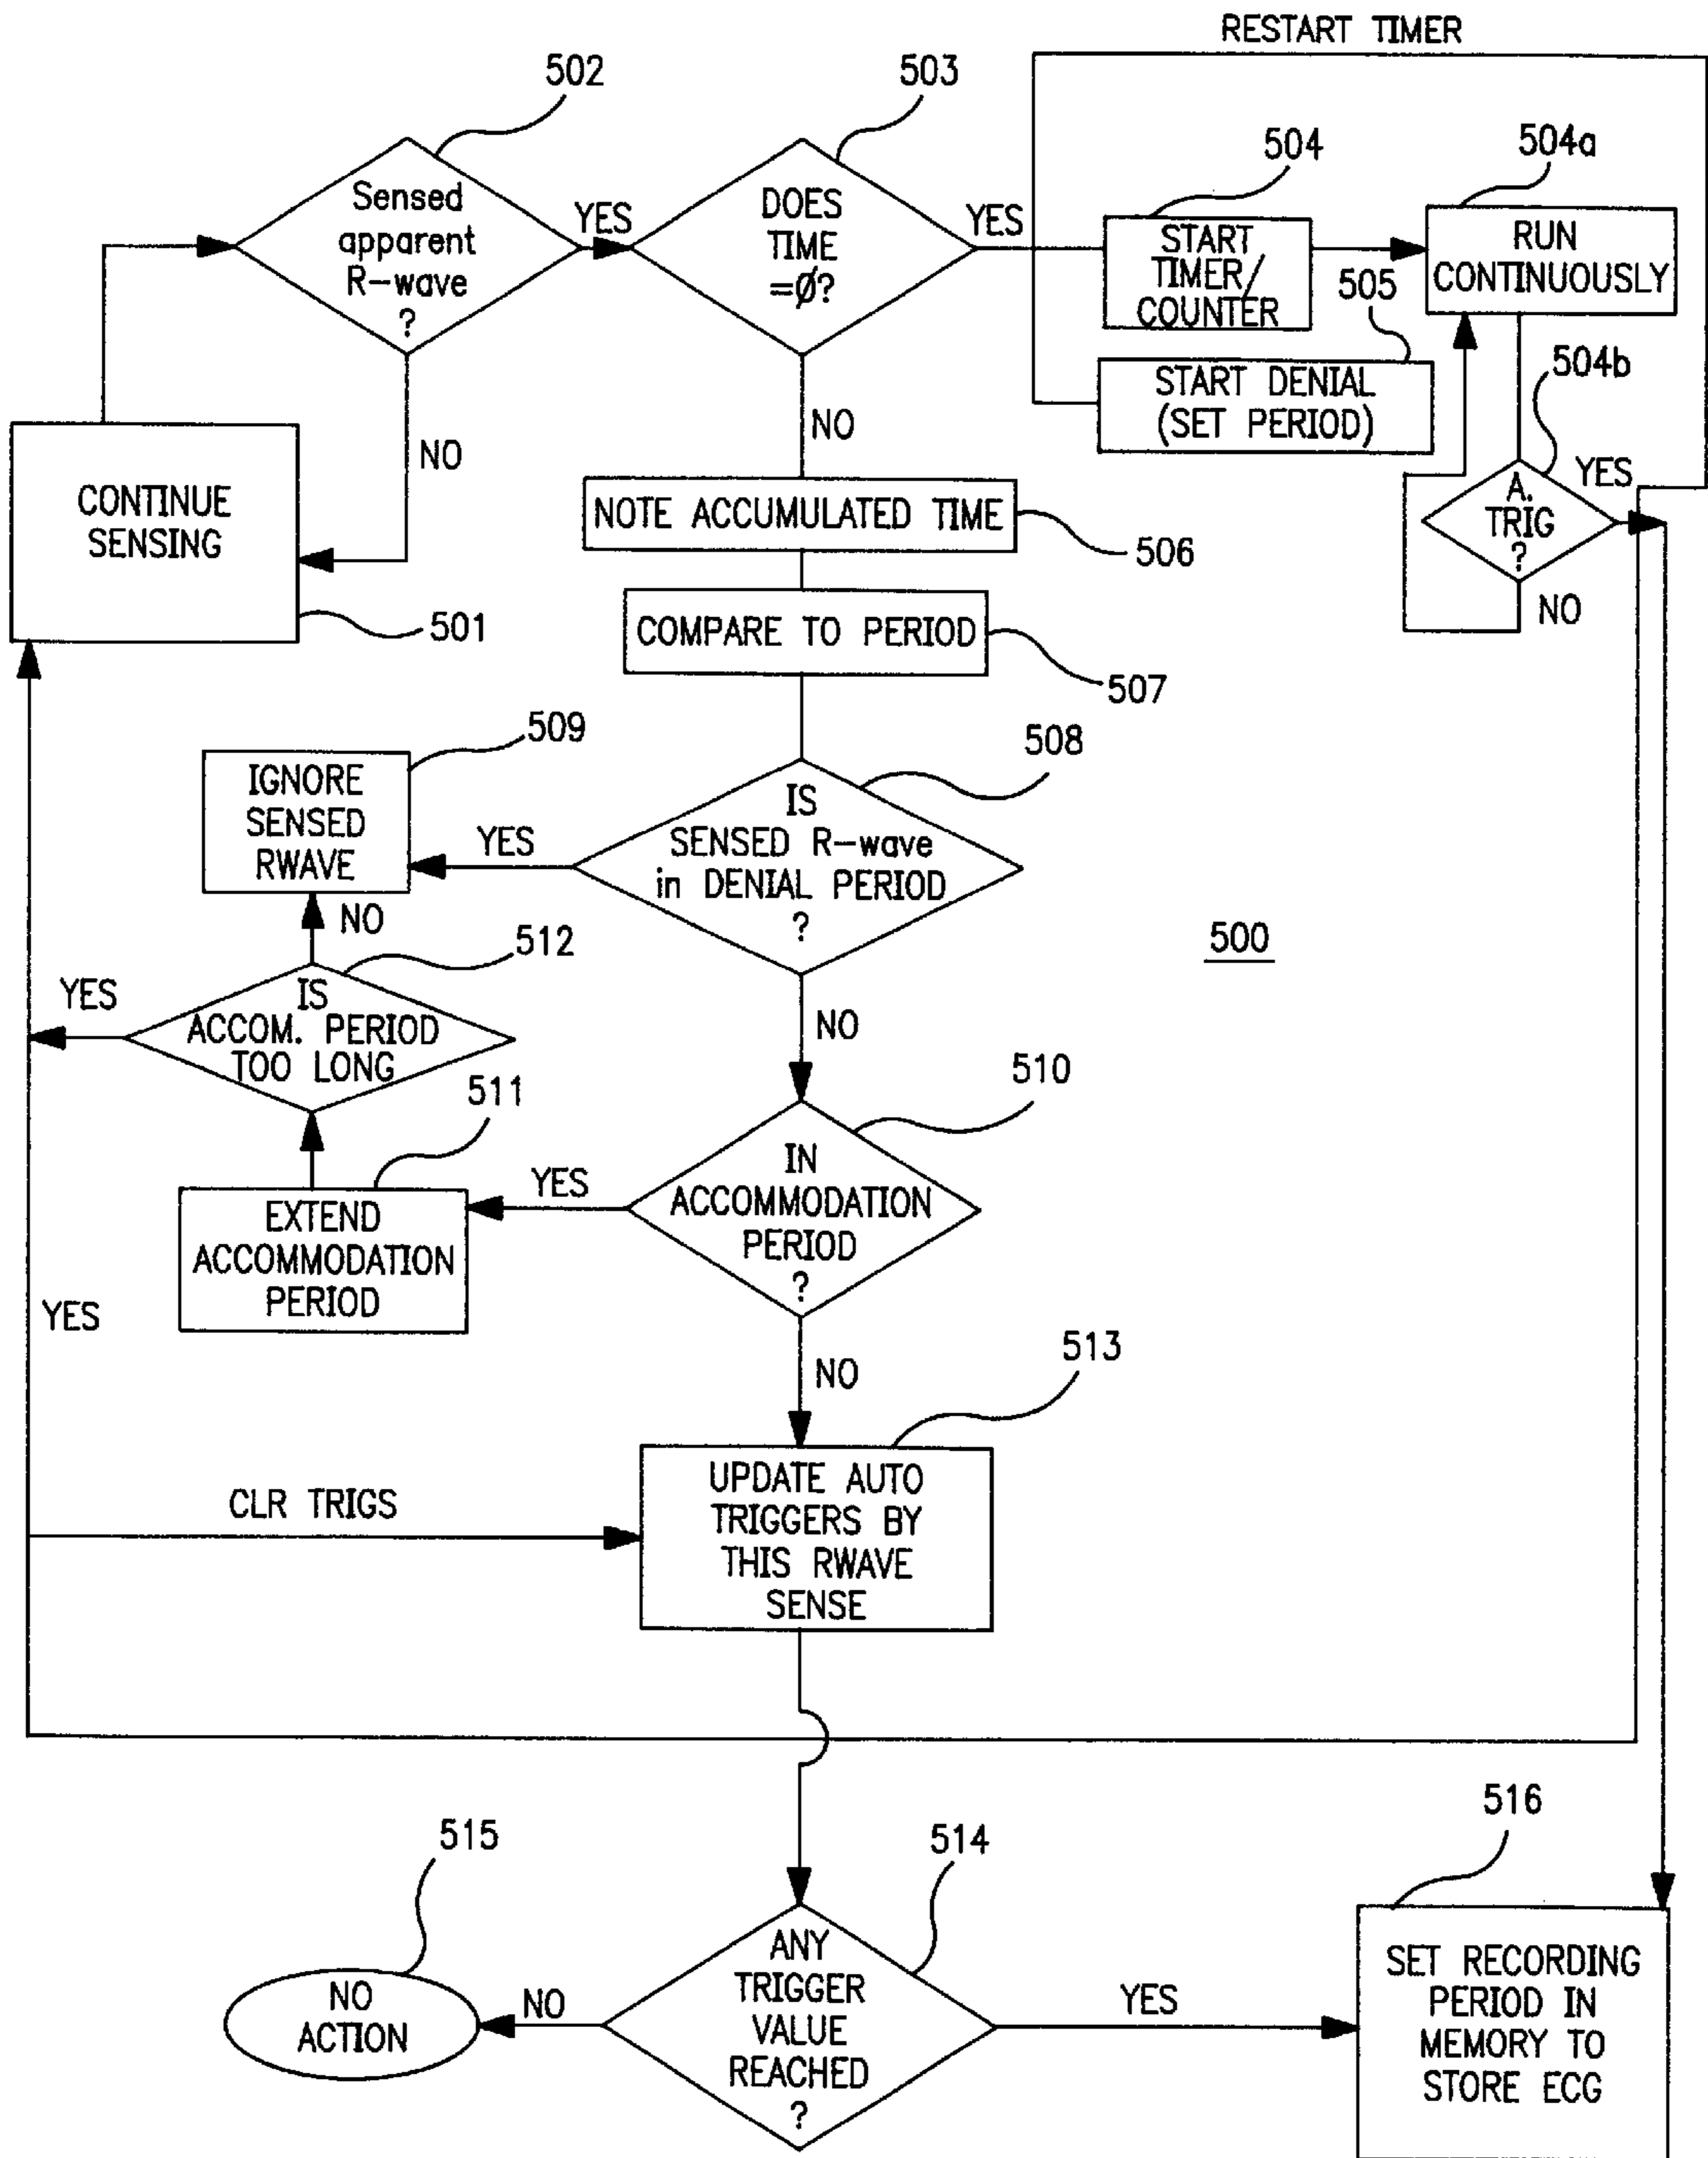 RESTART TIMER
502
503
504
504a
Sensed
apparent
R-wave
?
YES
DOES
TIME
=Ø?
YES
START
TIMER/
COUNTER
RUN
CONTINUOUSLY
505
504b
START DENIAL
(SET PERIOD)
NO
NO
CONTINUE
SENSING
501
NOTE ACCUMULATED TIME
506
A.
TRIG
?
YES
NO
COMPARE TO PERIOD
507
509
508
IGNORE
SENSED
RWAVE
YES
IS
SENSED R-wave
in DENIAL PERIOD
?
500
NO
512
YES
IS
ACCOM. PERIOD
TOO LONG
NO
511
510
EXTEND
ACCOMMODATION
PERIOD
YES
IN
ACCOMMODATION
PERIOD
?
YES
NO
513
CLR TRIGS
UPDATE AUTO
TRIGGERS BY
THIS RWAVE
SENSE
515
514
516
NO
ACTION
NO
ANY
TRIGGER
VALUE
REACHED
?
YES
SET RECORDING
PERIOD IN
MEMORY TO
STORE ECG